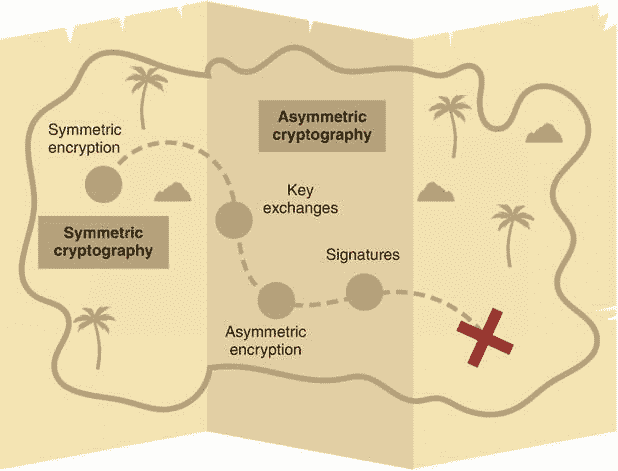 Symmetric
encryption
Symmetric
cryptography
Asymmetric
cryptography
Key
exchanges
Asymmetric
encryption
Signatures